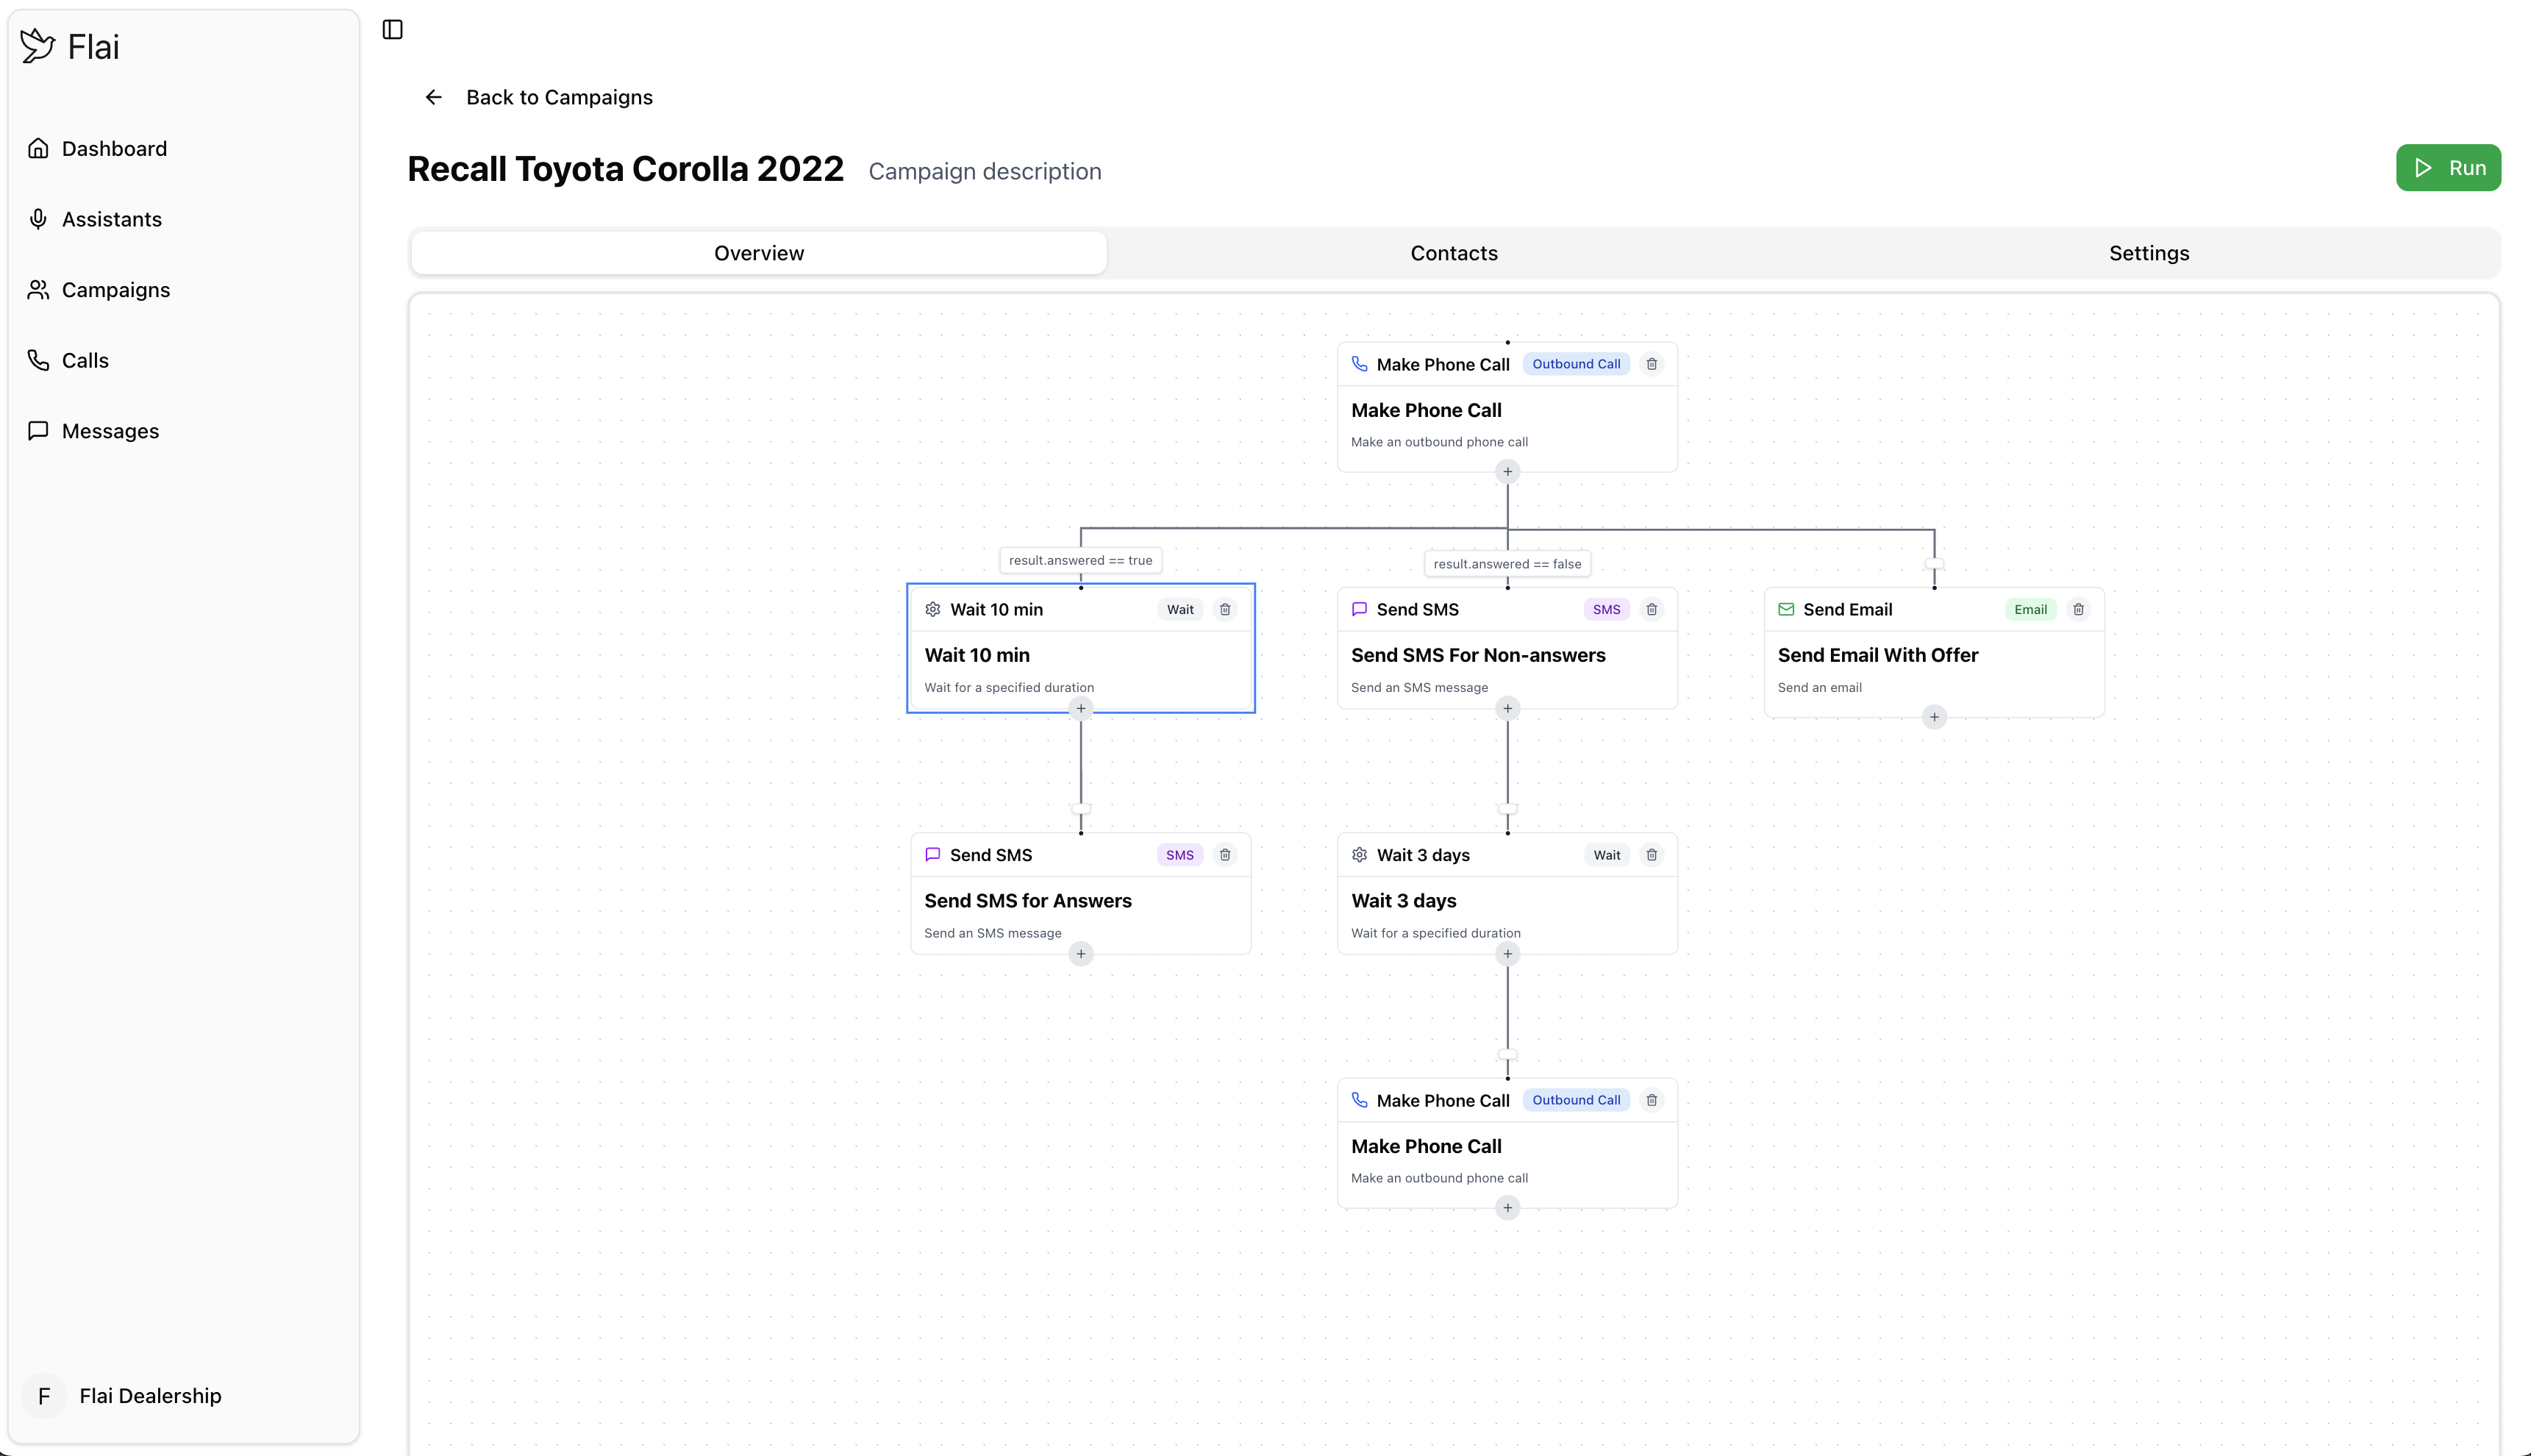 Flai
Dashboard
Assistants
Campaigns
Calls
Messages
F Flai Dealership
Back to Campaigns
Recall Toyota Corolla 2022 Campaign description
Run
Overview Contacts Settings
Make Phone Call Outbound Call
Make Phone Call
Make an outbound phone call
result.answered == true
result.answered == false
Wait 10 min Wait
Wait 10 min
Wait for a specified duration
Send SMS SMS
Send SMS For Non-answers
Send an SMS message
Send Email Email
Send Email With Offer
Send an email
Send SMS SMS
Send SMS for Answers
Send an SMS message
Wait 3 days Wait
Wait 3 days
Wait for a specified duration
Make Phone Call Outbound Call
Make Phone Call
Make an outbound phone call